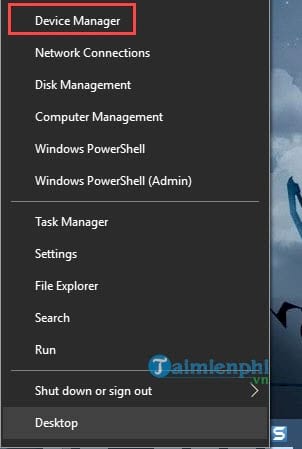 Device Manager
Network Connections
Disk Management
Computer Management
Windows PowerShell
Windows PowerShell (Admin)
Task Manager
Settings
File Explorer
Search
Run
Taimienphi
.vn
Shut down or sign out
Desktop
S